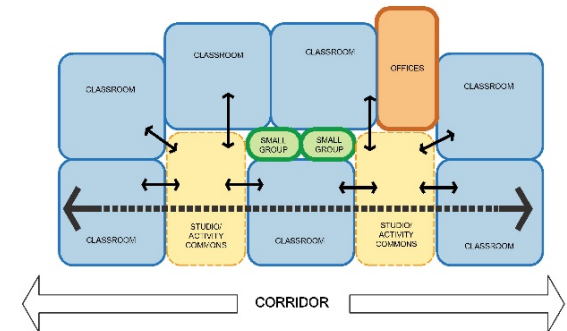 CLASSROOM
CLASSROOM
OFFICES
CLASSROOM
CLASSROOM
SMALL
GROUP
SMALL
GROUP
CLASSROOM
STUDIO/
ACTIVITY
COMMONS
CLASSROOM
STUDIO/
ACTIVITY
COMMONS
CLASSROOM
CORRIDOR